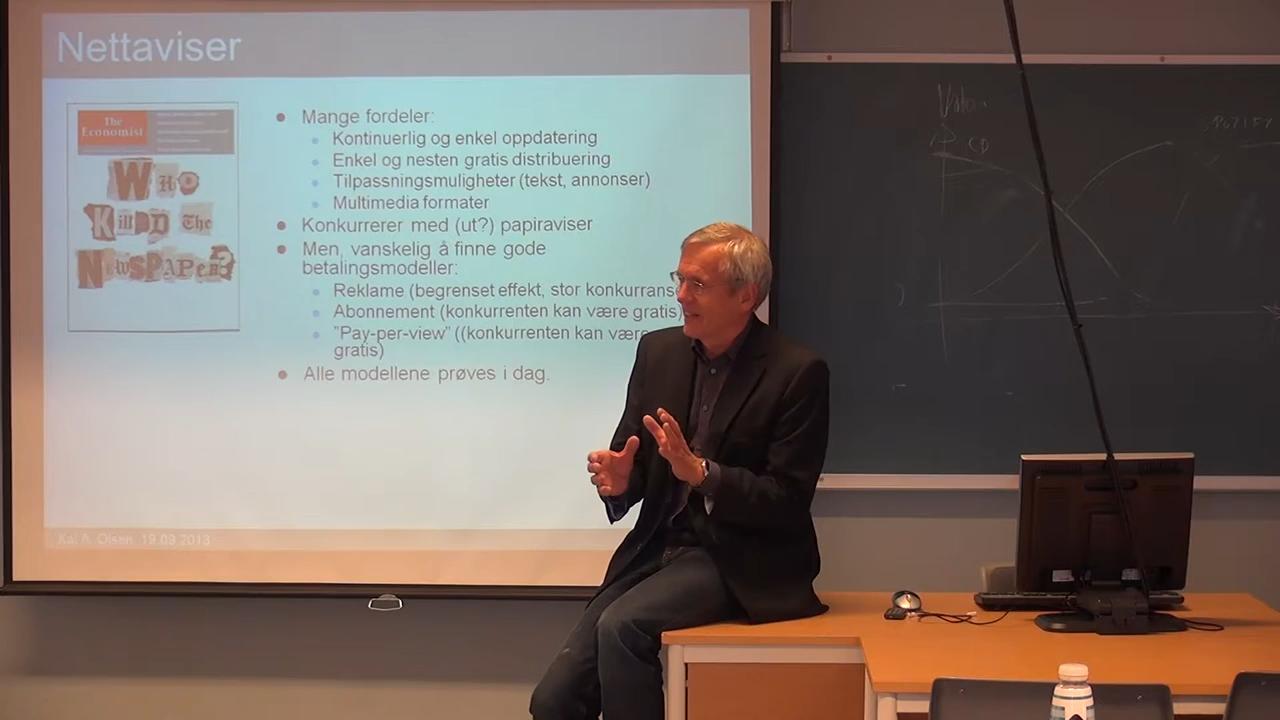 Nettaviser
The
Economist
Who
Killed The
Newspaper?
● Mange fordeler:
● Kontinuerlig og enkel oppdatering
● Enkel og nesten gratis distribuering
● Tilpassningsmuligheter (tekst, annonser)
● Multimedia formater
● Konkurrerer med (ut?) papiraviser
● Men, vanskelig å finne gode
betalingsmodeller:
● Reklame (begrenset effekt, stor konkurrans
● Abonnement (konkurrenten kan være gratis)
● "Pay-per-view" ((konkurrenten kan være
gratis)
● Alle modellene prøves i dag.
Kai A. Olsen, 19.09.2013
CD
SPOTIFY